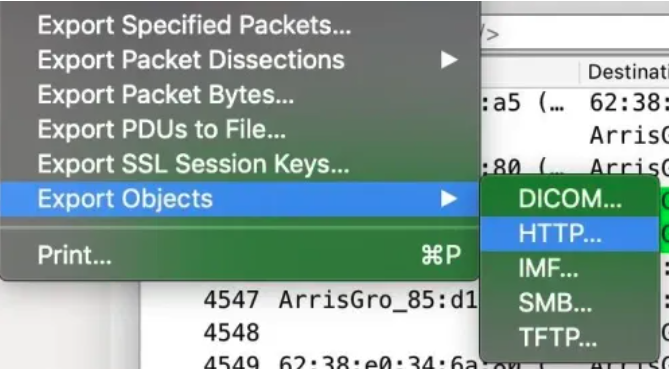 Export Specified Packets...
/>
Export Packet Dissections ▶
Destinati
Export Packet Bytes...
:a5 (… 62:38:
Export PDUs to File...
ArrisG
Export SSL Session Keys...
:80 (… ArrisG
Export Objects ▶
DICOM...
HTTP...
Print... ⌘P
IMF...
4547 ArrisGro_85:d1
SMB...
4548
TFTP...
4549 62:38:e0:34:6a:80 (